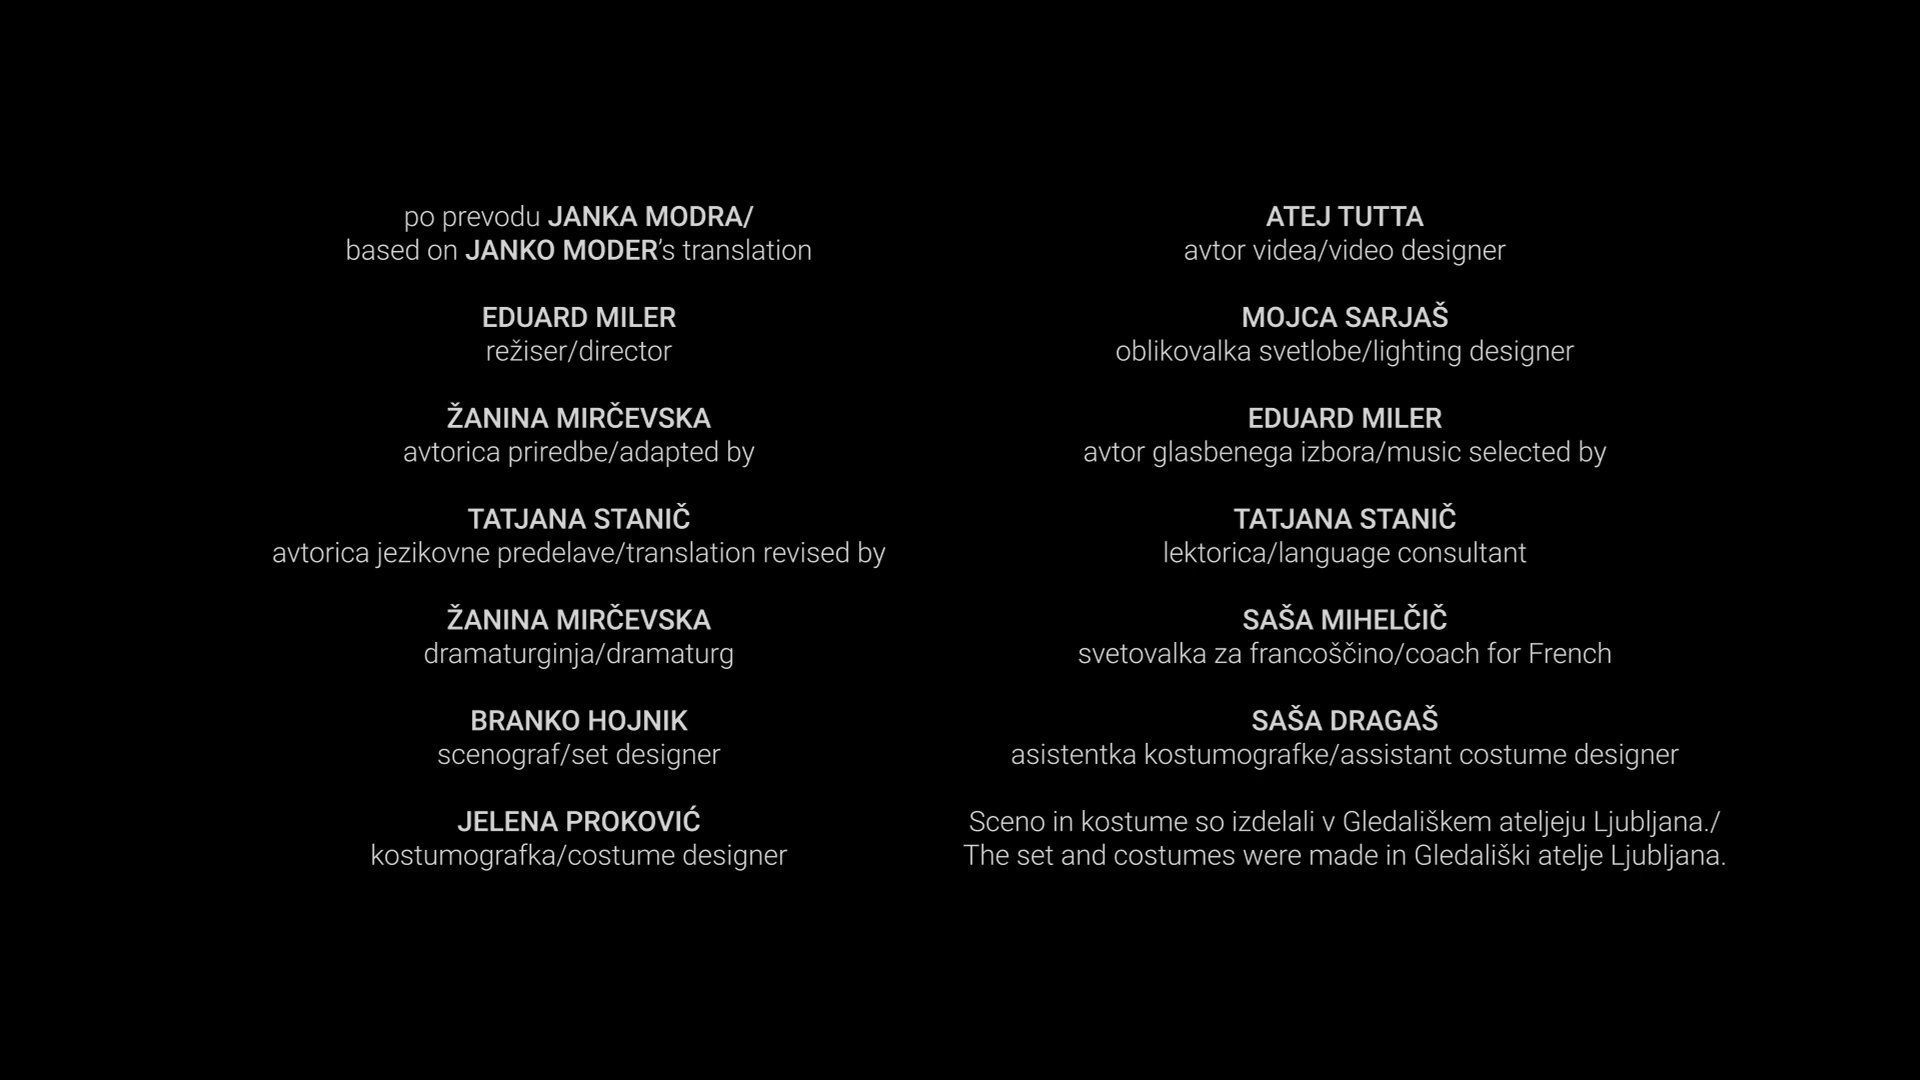 po prevodu JANKA MODRA/
based on JANKO MODER’s translation
EDUARD MILER
režiser/director
ŽANINA MIRČEVSKA
avtorica priredbe/adapted by
TATJANA STANIČ
avtorica jezikovne predelave/translation revised by
ŽANINA MIRČEVSKA
dramaturginja/dramaturg
BRANKO HOJNIK
scenograf/set designer
JELENA PROKOVIĆ
kostumografka/costume designer
ATEJ TUTTA
avtor videa/video designer
MOJCA SARJAŠ
oblikovalka svetlobe/lighting designer
EDUARD MILER
avtor glasbenega izbora/music selected by
TATJANA STANIČ
lektorica/language consultant
SAŠA MIHELČIČ
svetovalka za francoščino/coach for French
SAŠA DRAGAŠ
asistentka kostumografke/assistant costume designer
Sceno in kostume so izdelali v Gledališkem ateljeju Ljubljana./
The set and costumes were made in Gledališki atelje Ljubljana.